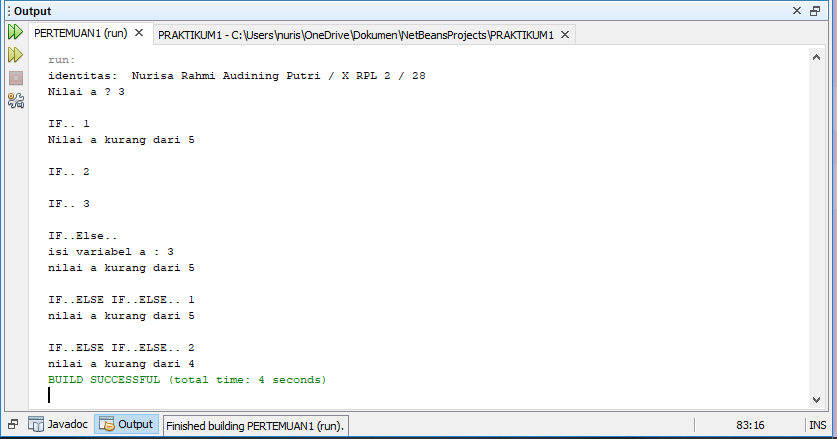 Output
PERTEMUAN1 (run)
PRAKTIKUM1 - C:\Users\nuris\OneDrive\Dokumen\NetBeansProjects\PRAKTIKUM1
run:
identitas:  Nurisa Rahmi Audining Putri / X RPL 2 / 28
Nilai a ? 3
IF.. 1
Nilai a kurang dari 5
IF.. 2
IF.. 3
IF..Else..
isi variabel a : 3
nilai a kurang dari 5
IF..ELSE IF..ELSE.. 1
nilai a kurang dari 5
IF..ELSE IF..ELSE.. 2
nilai a kurang dari 4
BUILD SUCCESSFUL (total time: 4 seconds)
Javadoc
Output
Finished building PERTEMUAN1 (run).
83:16
INS